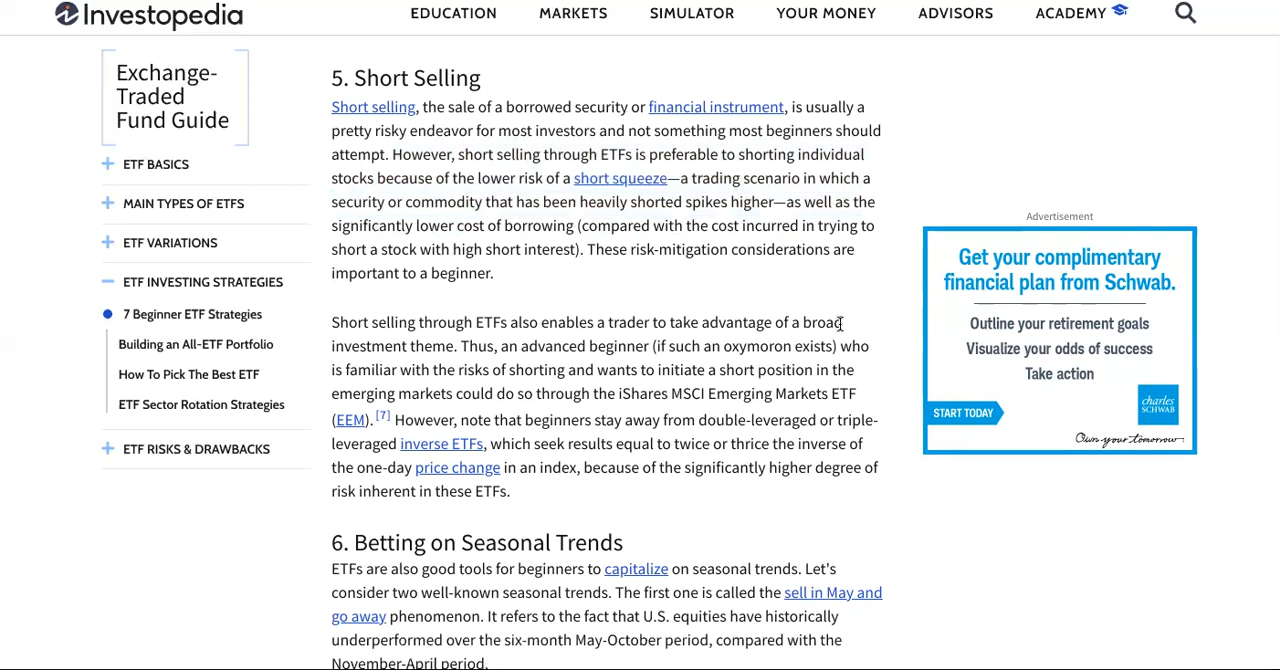 Investopedia
EDUCATION MARKETS SIMULATOR YOUR MONEY ADVISORS ACADEMY
Exchange-
Traded
Fund Guide
ETF BASICS
MAIN TYPES OF ETFS
ETF VARIATIONS
ETF INVESTING STRATEGIES
7 Beginner ETF Strategies
Building an All-ETF Portfolio
How To Pick The Best ETF
ETF Sector Rotation Strategies
ETF RISKS & DRAWBACKS
5. Short Selling
Short selling, the sale of a borrowed security or financial instrument, is usually a
pretty risky endeavor for most investors and not something most beginners should
attempt. However, short selling through ETFs is preferable to shorting individual
stocks because of the lower risk of a short squeeze—a trading scenario in which a
security or commodity that has been heavily shorted spikes higher—as well as the
significantly lower cost of borrowing (compared with the cost incurred in trying to
short a stock with high short interest). These risk-mitigation considerations are
important to a beginner.
Short selling through ETFs also enables a trader to take advantage of a broad
investment theme. Thus, an advanced beginner (if such an oxymoron exists) who
is familiar with the risks of shorting and wants to initiate a short position in the
emerging markets could do so through the iShares MSCI Emerging Markets ETF
(EEM). [7] However, note that beginners stay away from double-leveraged or triple-
leveraged inverse ETFs, which seek results equal to twice or thrice the inverse of
the one-day price change in an index, because of the significantly higher degree of
risk inherent in these ETFs.
6. Betting on Seasonal Trends
ETFs are also good tools for beginners to capitalize on seasonal trends. Let's
consider two well-known seasonal trends. The first one is called the sell in May and
go away phenomenon. It refers to the fact that U.S. equities have historically
underperformed over the six-month May-October period, compared with the
November-April period.
Advertisement
Get your complimentary
financial plan from Schwab.
Outline your retirement goals
Visualize your odds of success
Take action
START TODAY
charles
SCHWAB
Own your tomorrow.